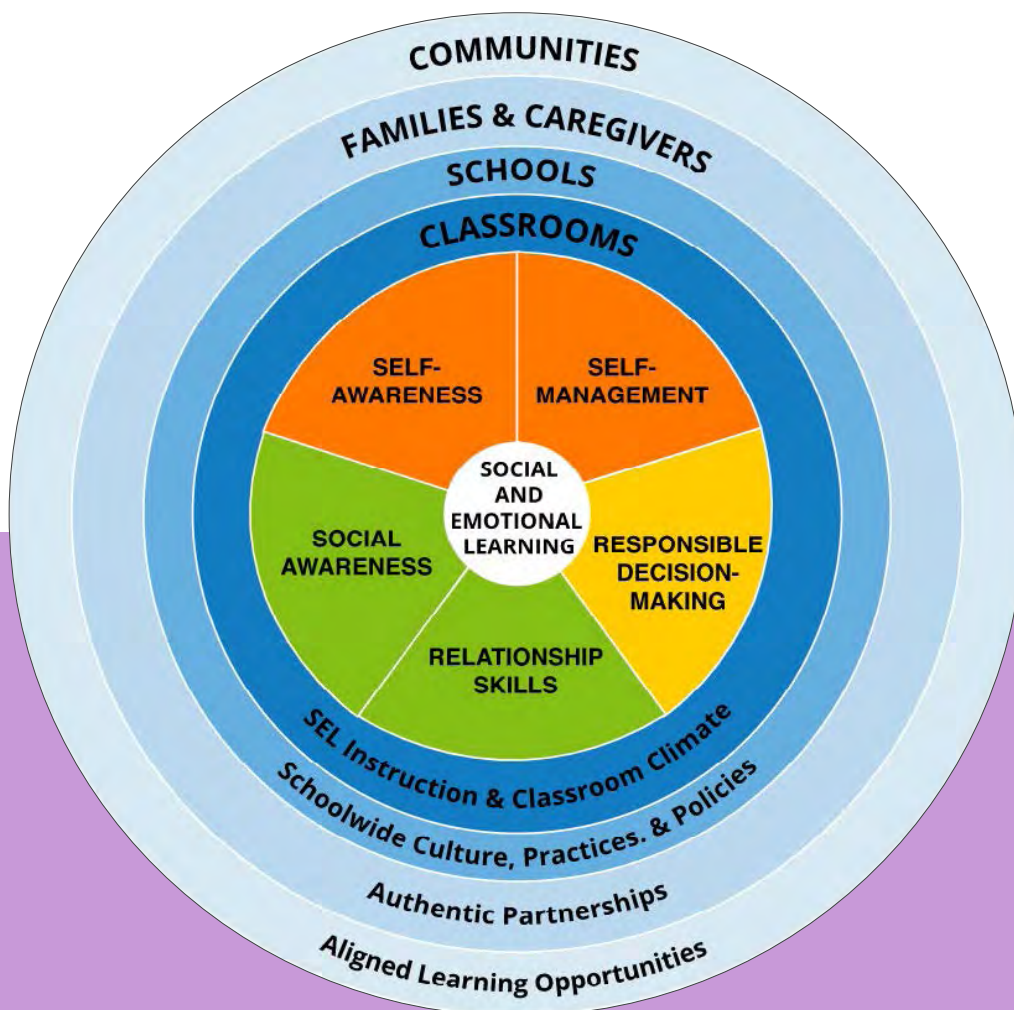 COMMUNITIES
FAMILIES & CAREGIVERS
SCHOOLS
CLASSROOMS
SELF-
AWARENESS
SELF-
MANAGEMENT
SOCIAL
AND
EMOTIONAL
LEARNING
SOCIAL
AWARENESS
RESPONSIBLE
DECISION-
MAKING
RELATIONSHIP
SKILLS
SEL Instruction & Classroom Climate
Schoolwide Culture, Practices. & Policies
Authentic Partnerships
Aligned Learning Opportunities